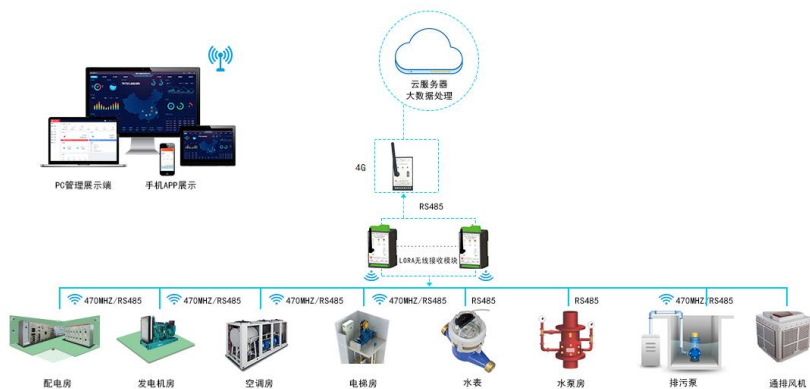 云服务器
大数据处理
4G
PC管理展示端
手机APP展示
RS485
LORA无线接收模块
470MHZ/RS485
470MHZ/RS485
470MHZ/RS485
470MHZ/RS485
RS485
RS485
470MHZ/RS485
配电房
发电机房
空调房
电梯房
水表
水泵房
排污泵
通排风机